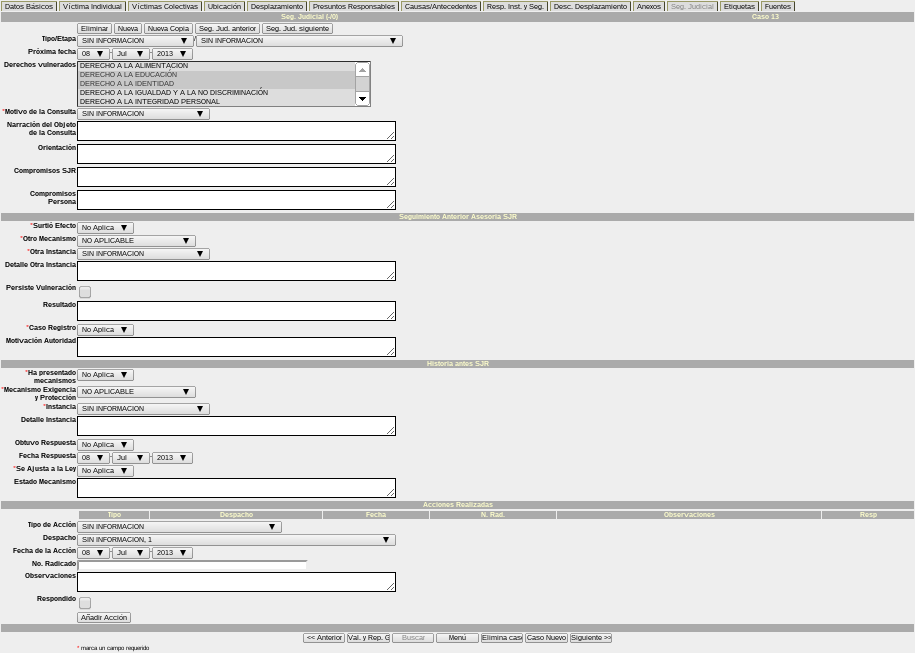 Datos Básicos Víctima Individual Víctimas Colectivas Ubicación Desplazamiento Presuntos Responsables Causas/Antecedentes Resp. Inst. y Seg. Desc. Desplazamiento Anexos Seg. Judicial Etiquetas Fuentes
Seg. Judicial (-/0) Caso 13
Eliminar Nueva Nueva Copia Seg. Jud. anterior Seg. Jud. siguiente
Tipo/Etapa SIN INFORMACION / SIN INFORMACION
Próxima fecha 08 - Jul - 2013
Derechos vulnerados DERECHO A LA ALIMENTACIÓN
DERECHO A LA EDUCACIÓN
DERECHO A LA IDENTIDAD
DERECHO A LA IGUALDAD Y A LA NO DISCRIMINACIÓN
DERECHO A LA INTEGRIDAD PERSONAL
*Motivo de la Consulta SIN INFORMACION
Narración del Objeto
de la Consulta
Orientación
Compromisos SJR
Compromisos
Persona
Seguimiento Anterior Asesoria SJR
*Surtió Efecto No Aplica
*Otro Mecanismo NO APLICABLE
*Otra Instancia SIN INFORMACION
Detalle Otra Instancia
Persiste Vulneración
Resultado
*Caso Registro No Aplica
Motivación Autoridad
Historia antes SJR
*Ha presentado
mecanismos No Aplica
*Mecanismo Exigencia
y Protección NO APLICABLE
*Instancia SIN INFORMACION
Detalle Instancia
Obtuvo Respuesta No Aplica
Fecha Respuesta 08 - Jul - 2013
*Se Ajusta a la Ley No Aplica
Estado Mecanismo
Acciones Realizadas
Tipo Despacho Fecha N. Rad. Observaciones Resp
Tipo de Acción SIN INFORMACION
Despacho SIN INFORMACION, 1
Fecha de la Acción 08 - Jul - 2013
No. Radicado
Observaciones
Respondido
Añadir Acción
<< Anterior Val. y Rep. G Buscar Menú Elimina caso Caso Nuevo Siguiente >>
* marca un campo requerido